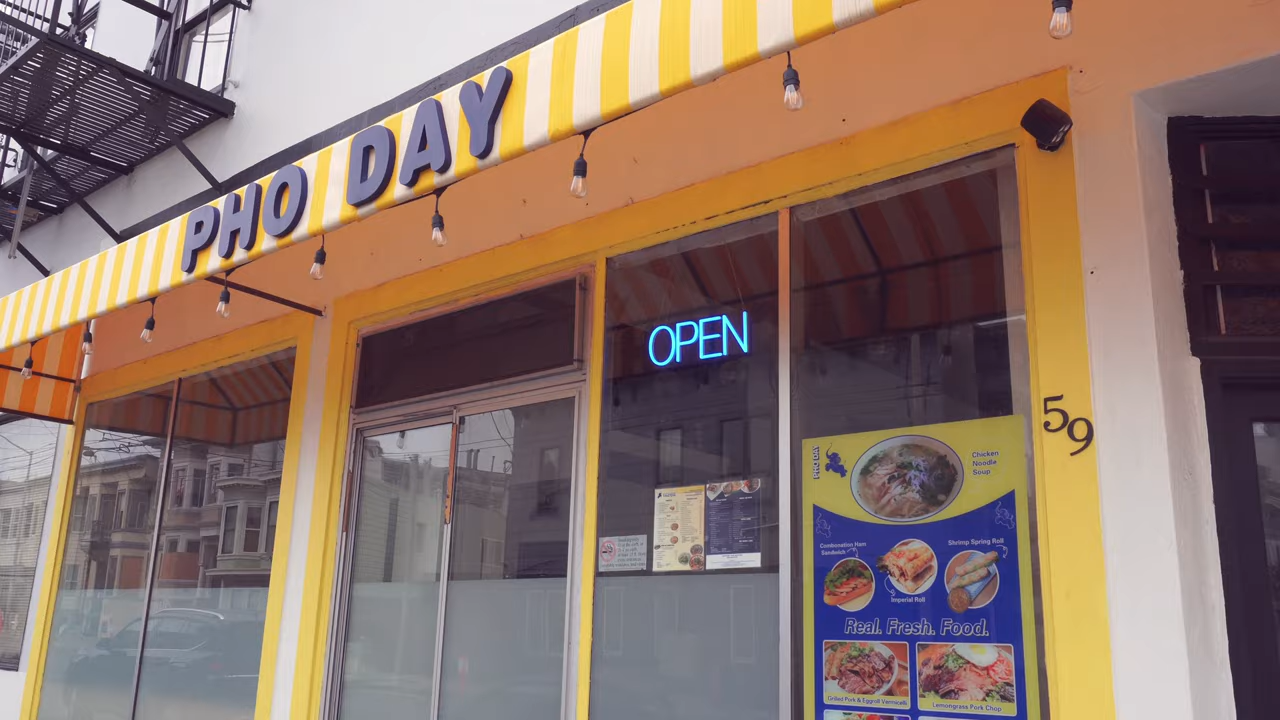 PHO DAY
OPEN
59
PHO DAY
Chicken
Noodle
Soup
Combonation Ham
Sandwich
Shrimp Spring Roll
Imperial Roll
Real. Fresh. Food.
Grilled Pork & Eggroll Vermicelli
Lemongrass Pork Chop